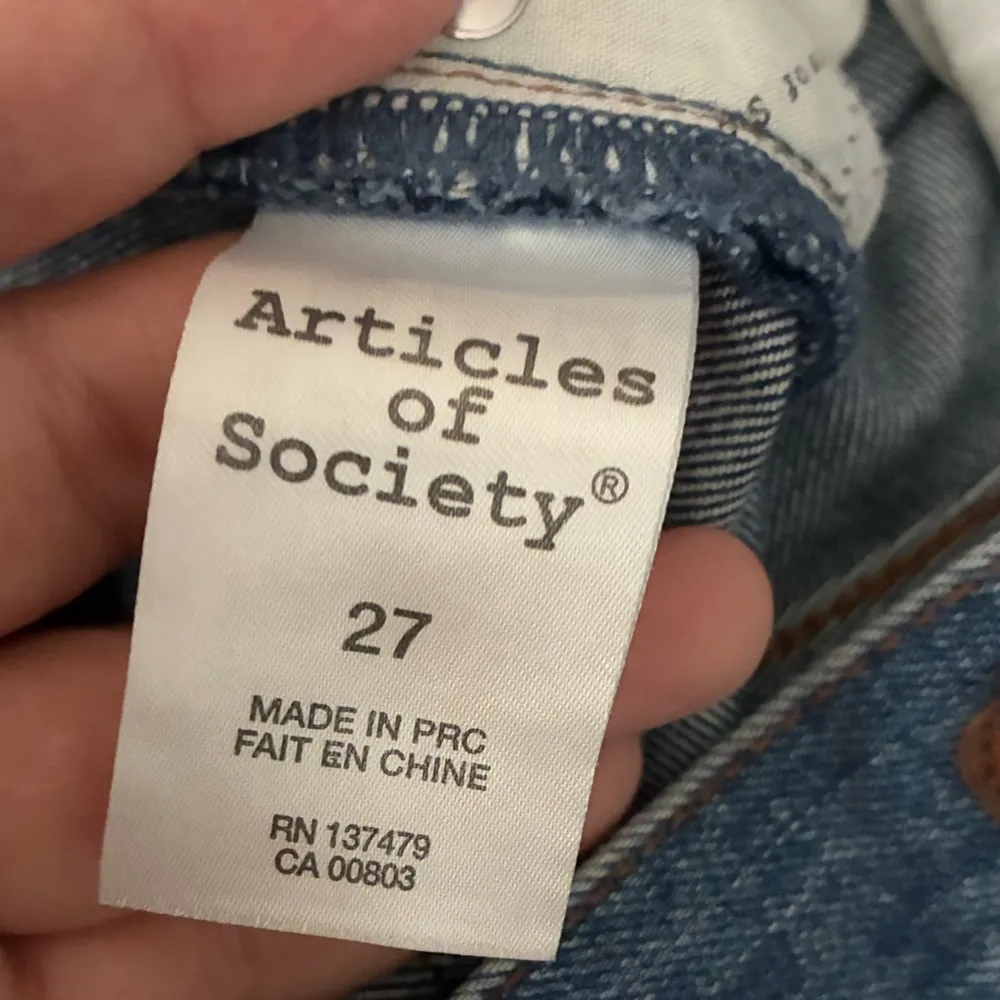 Articles
of
Society®
27
MADE IN PRC
FAIT EN CHINE
RN 137479
CA 00803